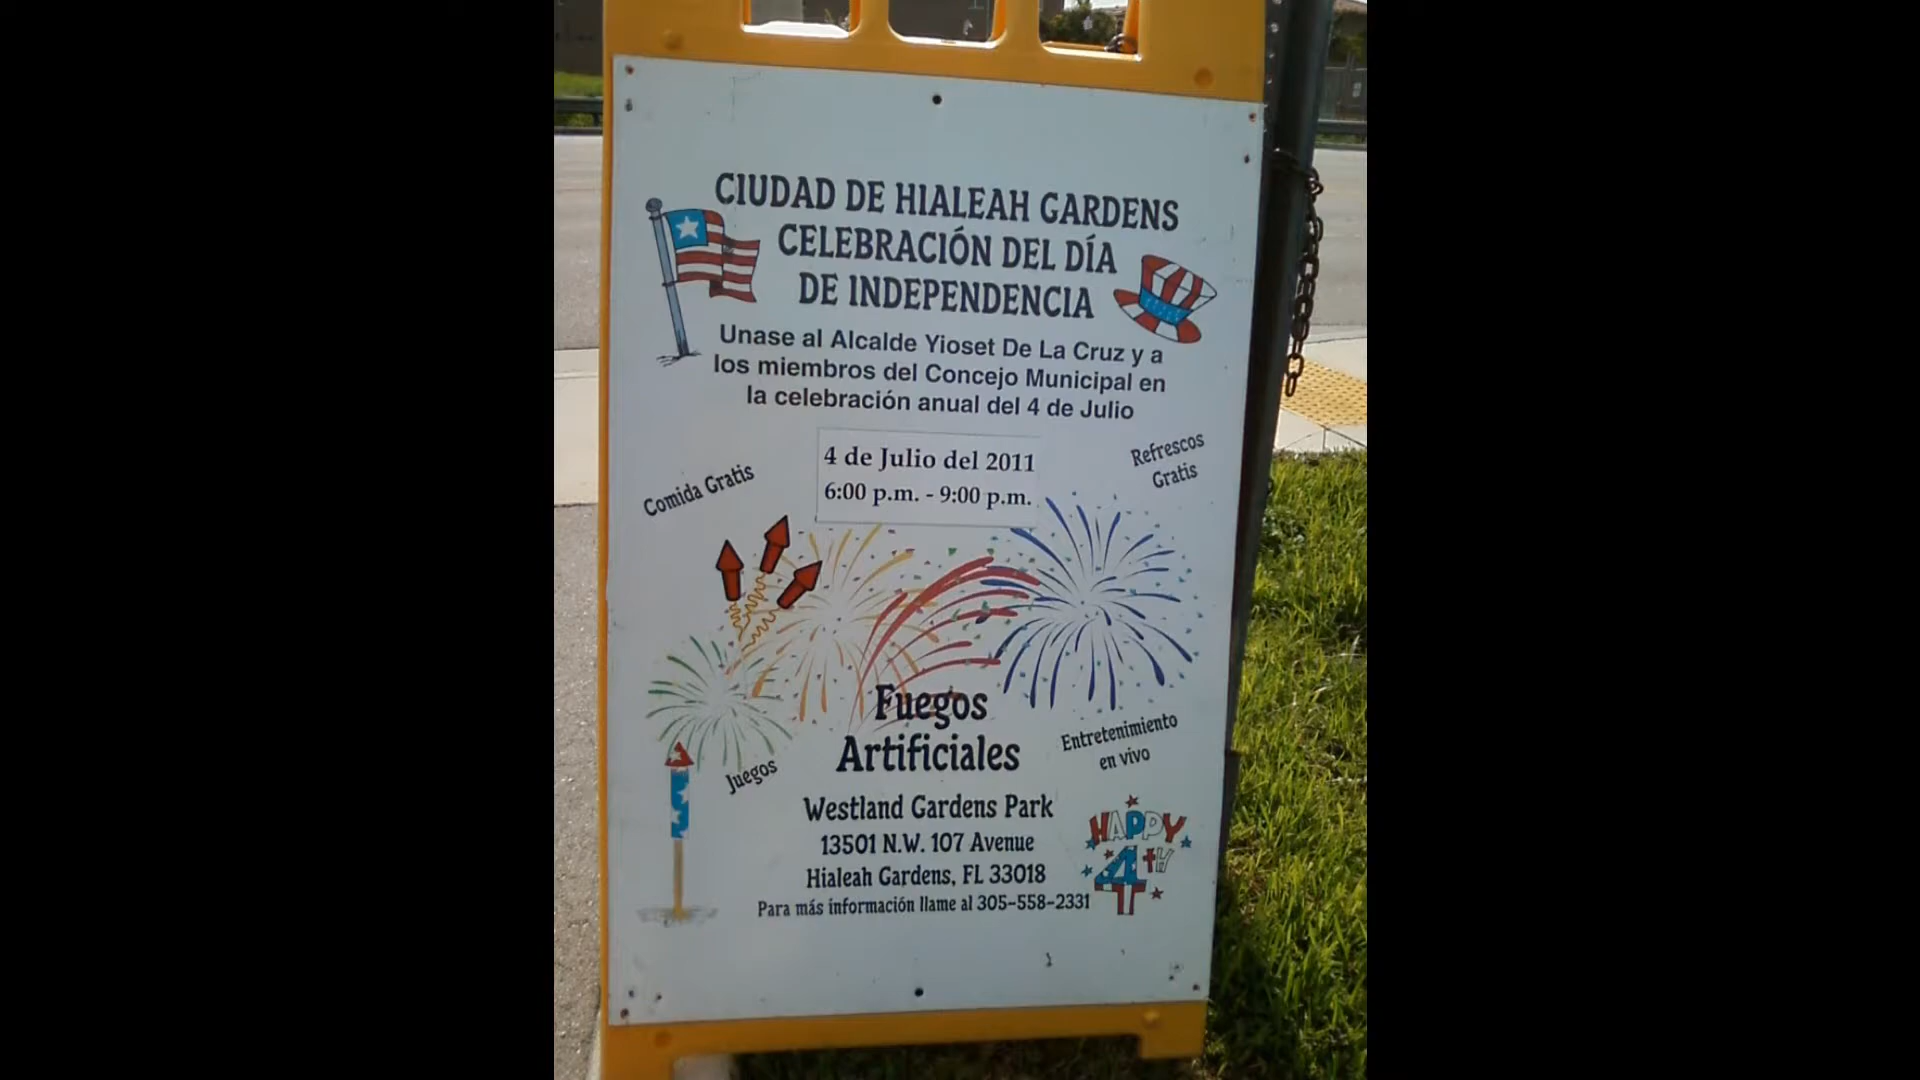 CIUDAD DE HIALEAH GARDENS
CELEBRACIÓN DEL DÍA
DE INDEPENDENCIA
Unase al Alcalde Yioset De La Cruz y a
los miembros del Concejo Municipal en
la celebración anual del 4 de Julio
4 de Julio del 2011
6:00 p.m. - 9:00 p.m.
Comida Gratis
Refrescos
Gratis
Fuegos
Artificiales
Juegos
Entretenimiento
en vivo
Westland Gardens Park
13501 N.W. 107 Avenue
Hialeah Gardens, FL 33018
Para más información llame al 305-558-2331
HAPPY
4TH